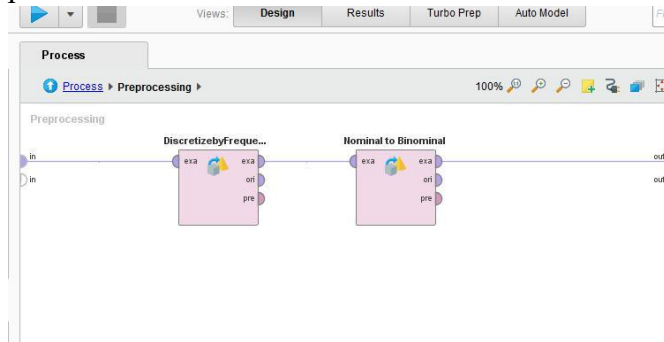 Views: Design Results Turbo Prep Auto Model
Process
Process Preprocessing 100%
Preprocessing
DiscretizebyFreque... Nominal to Binominal
in exa exa exa exa out
in ori ori out
pre pre